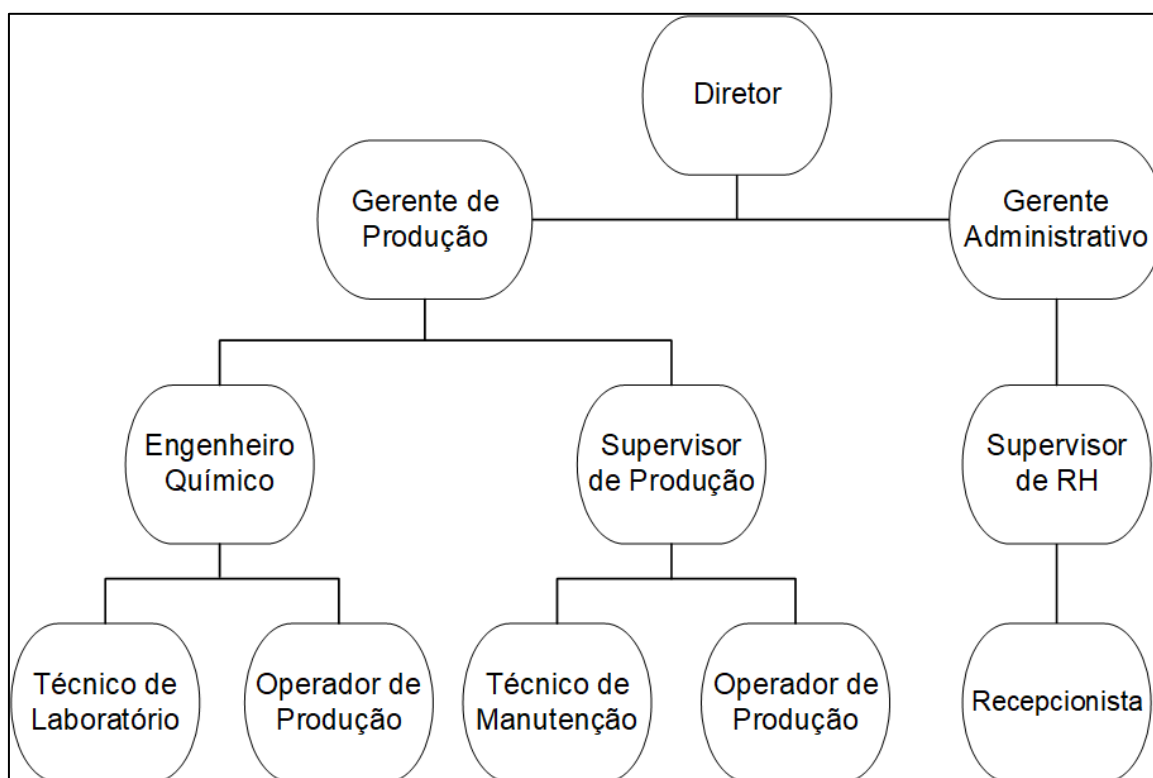 Diretor
Gerente de
Produção
Gerente
Administrativo
Engenheiro
Químico
Supervisor
de Produção
Supervisor
de RH
Técnico de
Laboratório
Operador de
Produção
Técnico de
Manutenção
Operador de
Produção
Recepcionista